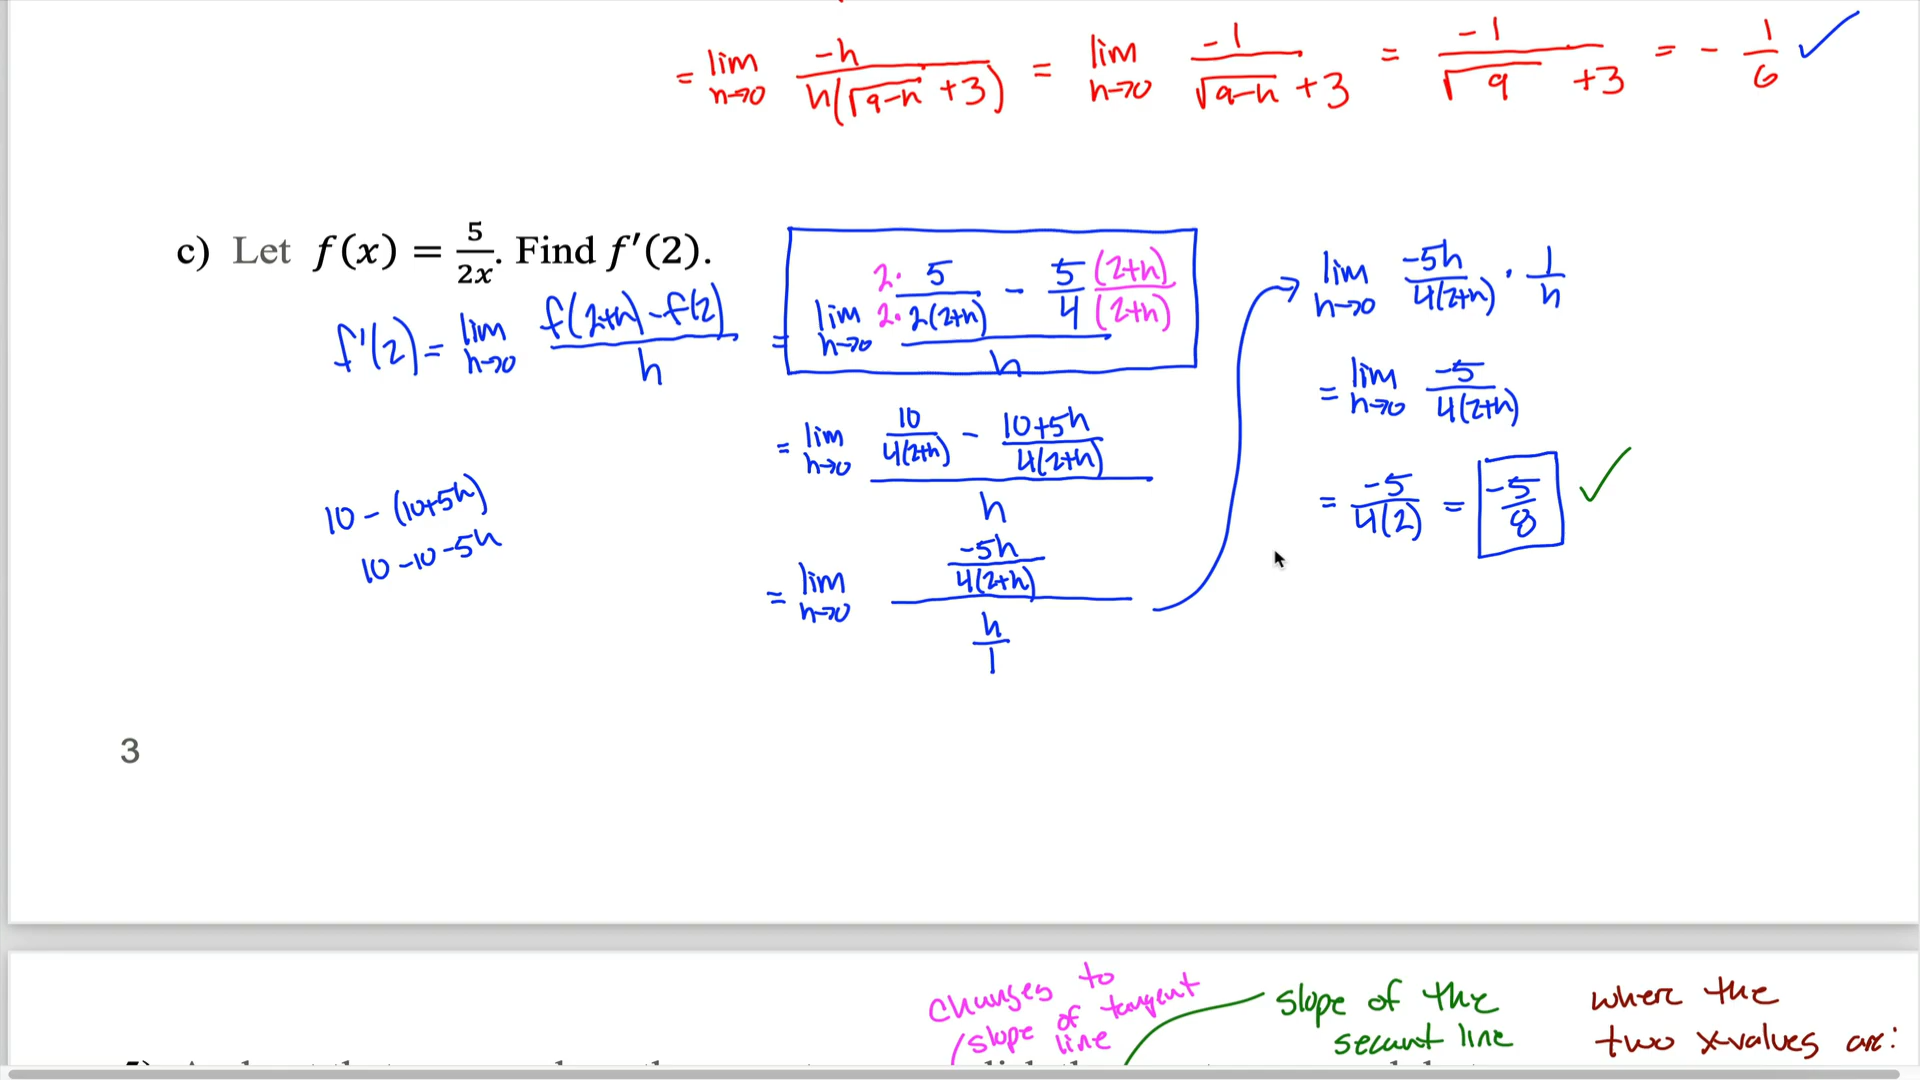 = lim h→0 -h / h(√9-h + 3) = lim h→0 -1 / √9-h + 3 = -1 / √9 + 3 = - 1/6 ✓
c) Let f(x) = 5/2x. Find f'(2).
f'(2) = lim h→0 f(2+h) - f(2) / h = lim h→0 2· 5 / 2· 2(2+h) - 5 (2+h) / 4 (2+h) / h
= lim h→0 10 / 4(2+h) - 10+5h / 4(2+h) / h
10 - (10+5h)
10 - 10 - 5h
= lim h→0 -5h / 4(2+h) / h/1
lim h→0 -5h / 4(2+h) · 1/h
= lim h→0 -5 / 4(2+h)
= -5 / 4(2) = -5/8 ✓
3
changes to
slope of tangent
line
slope of the
secant line
where the
two x-values are: